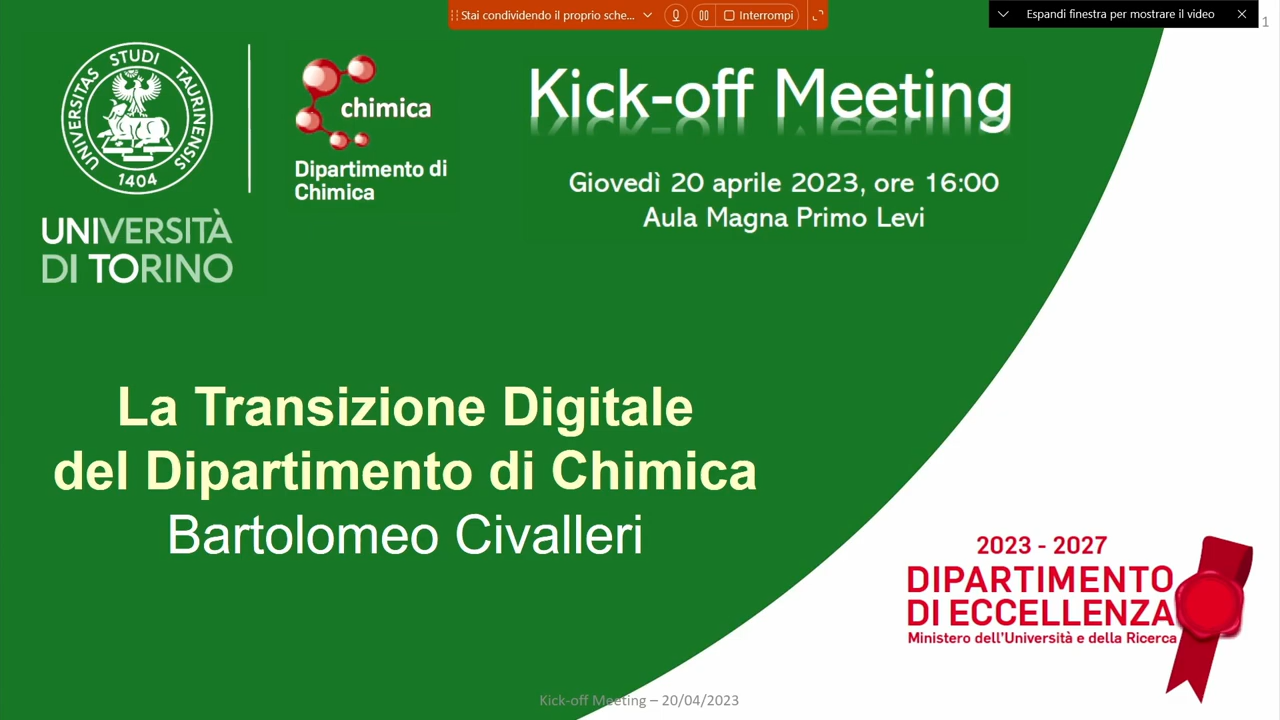 Stai condividendo il proprio sche...
Interrompi
Espandi finestra per mostrare il video
1
UNIVERSITAS STUDI TAURINENSIS
1404
UNIVERSITÀ
DI TORINO
chimica
Dipartimento di
Chimica
Kick-off Meeting
Giovedì 20 aprile 2023, ore 16:00
Aula Magna Primo Levi
La Transizione Digitale
del Dipartimento di Chimica
Bartolomeo Civalleri
2023 - 2027
DIPARTIMENTO
DI ECCELLENZA
Ministero dell'Università e della Ricerca
Kick-off Meeting – 20/04/2023